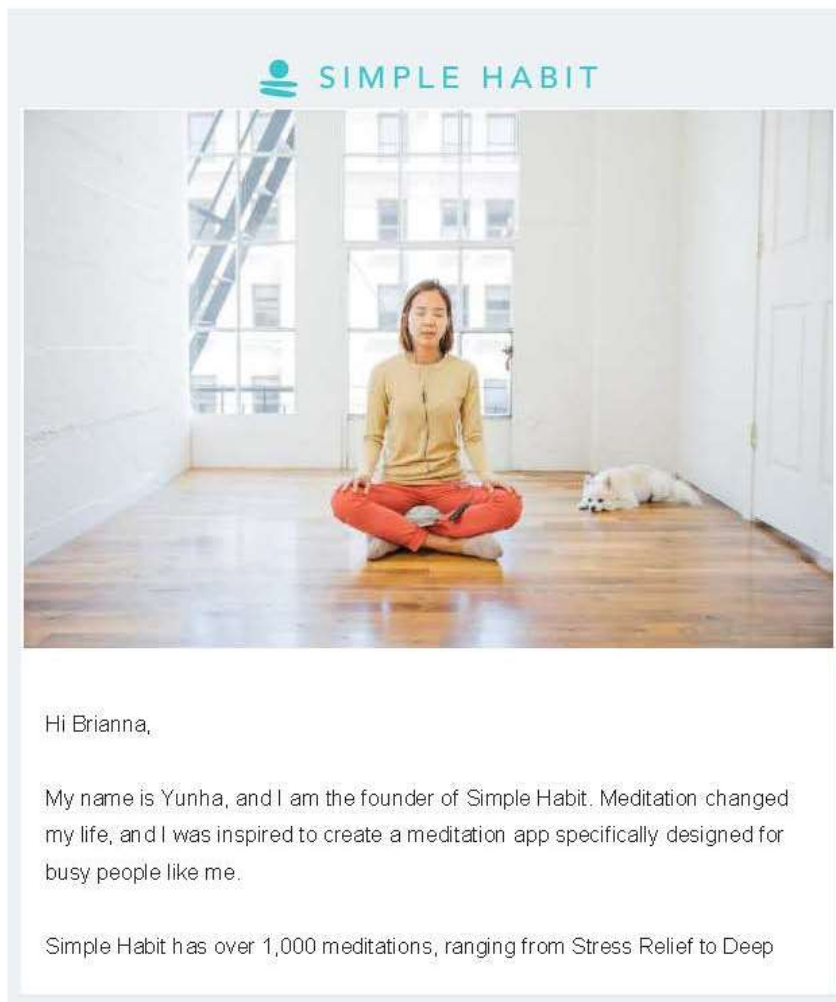 SIMPLE HABIT
Hi Brianna,
My name is Yunha, and I am the founder of Simple Habit. Meditation changed
my life, and I was inspired to create a meditation app specifically designed for
busy people like me.
Simple Habit has over 1,000 meditations, ranging from Stress Relief to Deep